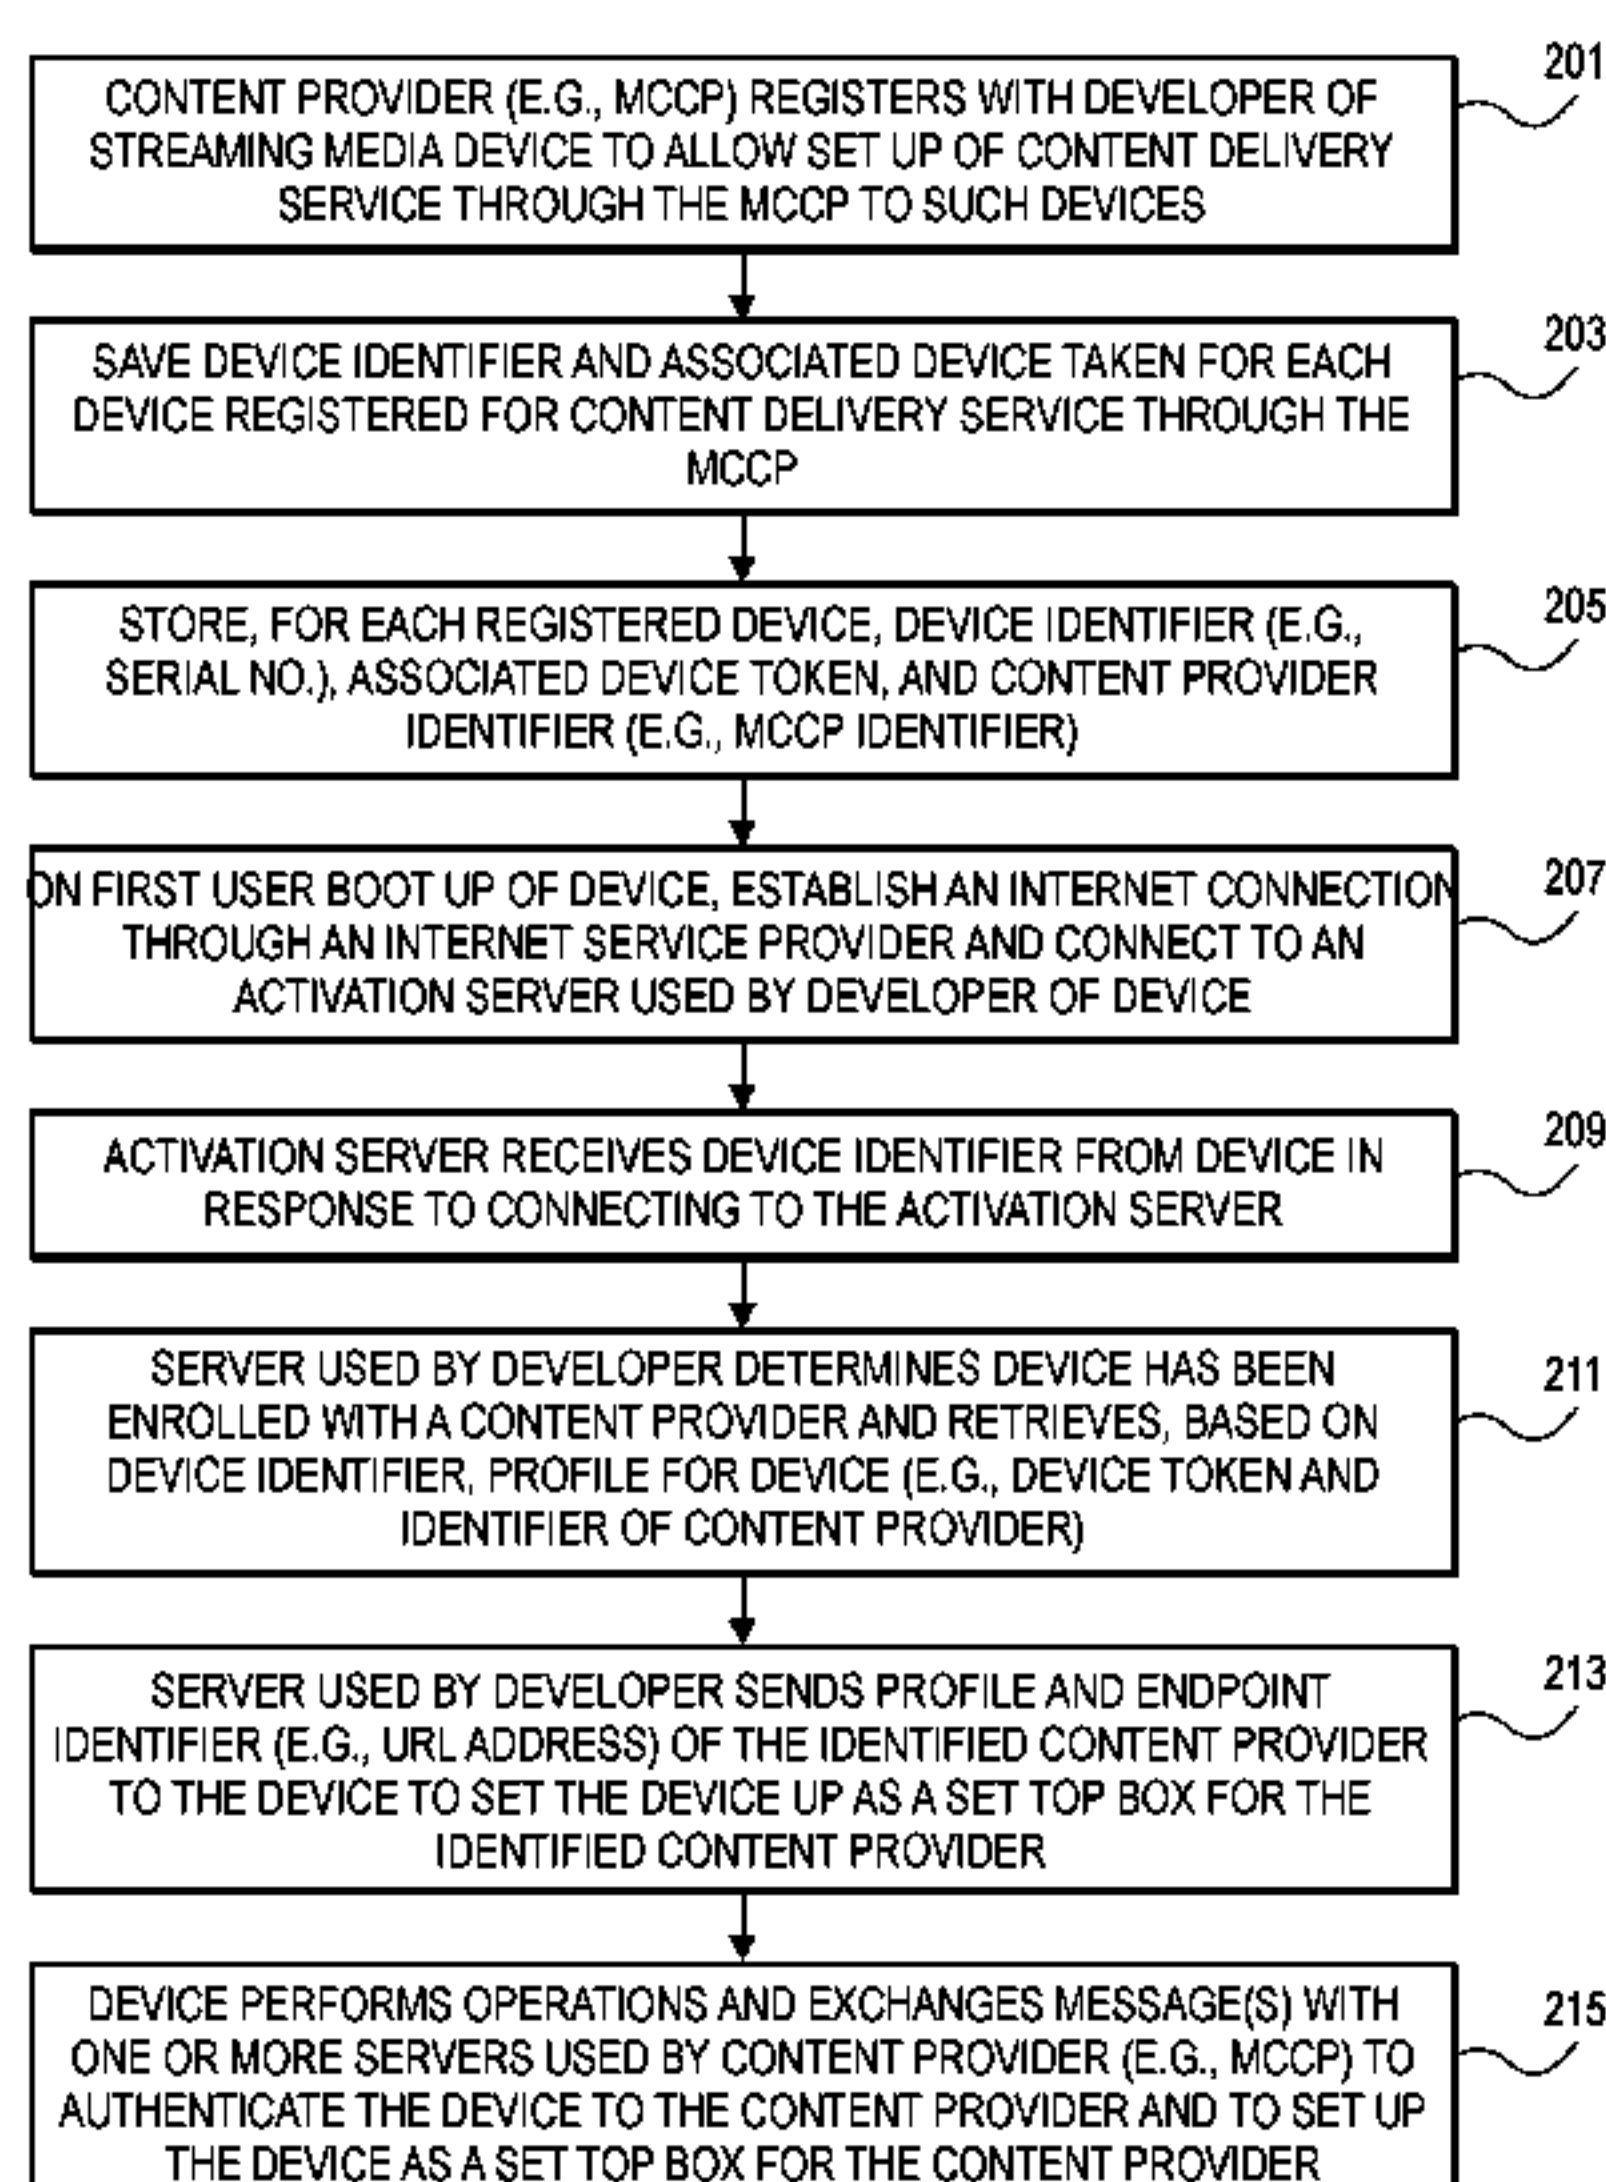 201
CONTENT PROVIDER (E.G., MCCP) REGISTERS WITH DEVELOPER OF
STREAMING MEDIA DEVICE TO ALLOW SET UP OF CONTENT DELIVERY
SERVICE THROUGH THE MCCP TO SUCH DEVICES
203
SAVE DEVICE IDENTIFIER AND ASSOCIATED DEVICE TAKEN FOR EACH
DEVICE REGISTERED FOR CONTENT DELIVERY SERVICE THROUGH THE
MCCP
205
STORE, FOR EACH REGISTERED DEVICE, DEVICE IDENTIFIER (E.G.,
SERIAL NO.), ASSOCIATED DEVICE TOKEN, AND CONTENT PROVIDER
IDENTIFIER (E.G., MCCP IDENTIFIER)
207
ON FIRST USER BOOT UP OF DEVICE, ESTABLISH AN INTERNET CONNECTION
THROUGH AN INTERNET SERVICE PROVIDER AND CONNECT TO AN
ACTIVATION SERVER USED BY DEVELOPER OF DEVICE
209
ACTIVATION SERVER RECEIVES DEVICE IDENTIFIER FROM DEVICE IN
RESPONSE TO CONNECTING TO THE ACTIVATION SERVER
211
SERVER USED BY DEVELOPER DETERMINES DEVICE HAS BEEN
ENROLLED WITH A CONTENT PROVIDER AND RETRIEVES, BASED ON
DEVICE IDENTIFIER, PROFILE FOR DEVICE (E.G., DEVICE TOKEN AND
IDENTIFIER OF CONTENT PROVIDER)
213
SERVER USED BY DEVELOPER SENDS PROFILE AND ENDPOINT
IDENTIFIER (E.G., URL ADDRESS) OF THE IDENTIFIED CONTENT PROVIDER
TO THE DEVICE TO SET THE DEVICE UP AS A SET TOP BOX FOR THE
IDENTIFIED CONTENT PROVIDER
215
DEVICE PERFORMS OPERATIONS AND EXCHANGES MESSAGE(S) WITH
ONE OR MORE SERVERS USED BY CONTENT PROVIDER (E.G., MCCP) TO
AUTHENTICATE THE DEVICE TO THE CONTENT PROVIDER AND TO SET UP
THE DEVICE AS A SET TOP BOX FOR THE CONTENT PROVIDER